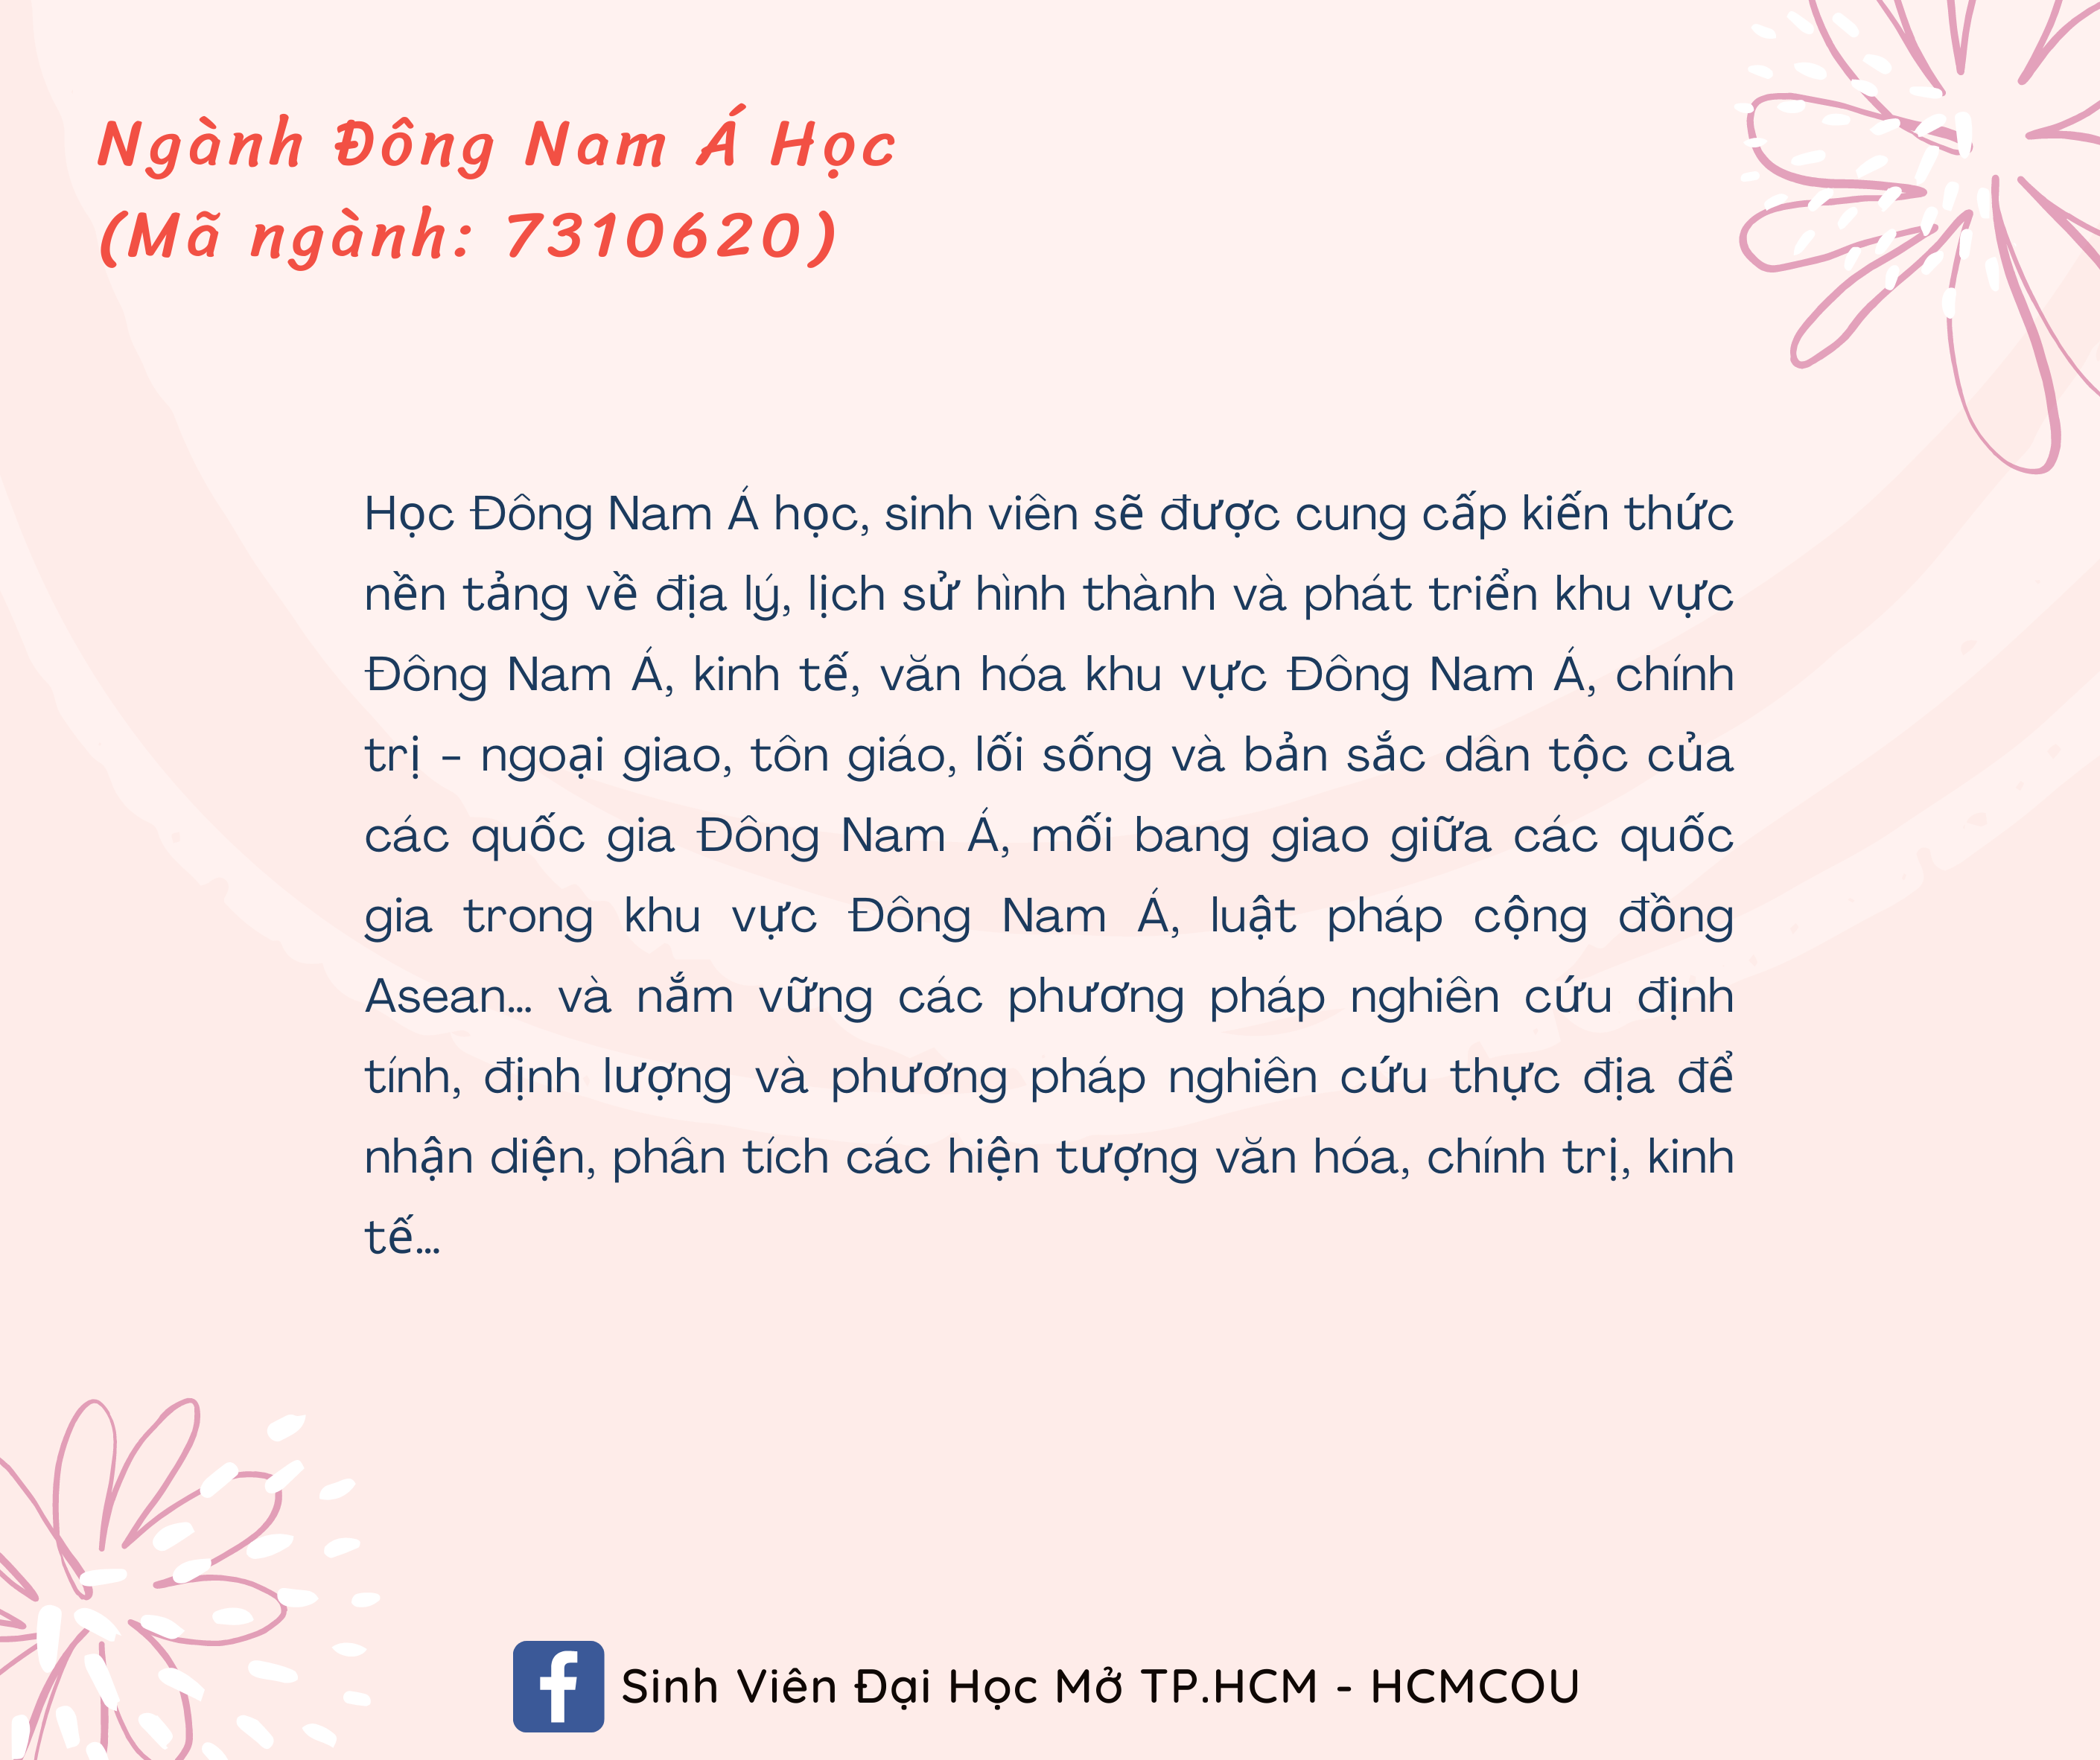 Ngành Đông Nam Á Học
(Mã ngành: 7310620)
Học Đông Nam Á học, sinh viên sẽ được cung cấp kiến thức
nền tảng về địa lý, lịch sử hình thành và phát triển khu vực
Đông Nam Á, kinh tế, văn hóa khu vực Đông Nam Á, chính
trị – ngoại giao, tôn giáo, lối sống và bản sắc dân tộc của
các quốc gia Đông Nam Á, mối bang giao giữa các quốc
gia trong khu vực Đông Nam Á, luật pháp cộng đồng
Asean... và nắm vững các phương pháp nghiên cứu định
tính, định lượng và phương pháp nghiên cứu thực địa để
nhận diện, phân tích các hiện tượng văn hóa, chính trị, kinh
tế...
Sinh Viên Đại Học Mở TP.HCM - HCMCOU